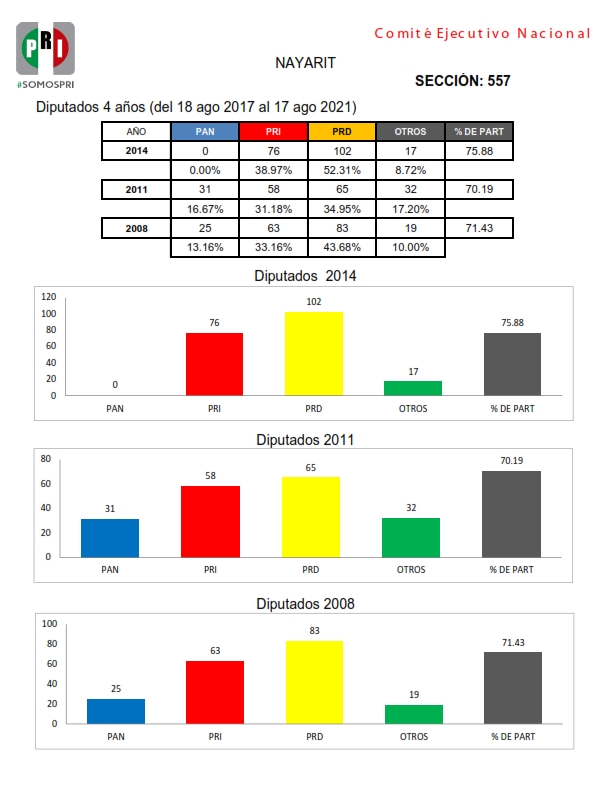 PRI
#SOMOSPRI
Comité Ejecutivo Nacional
NAYARIT
SECCIÓN: 557
Diputados 4 años (del 18 ago 2017 al 17 ago 2021)
AÑO PAN PRI PRD OTROS % DE PART
2014 0 76 102 17 75.88
0.00% 38.97% 52.31% 8.72%
2011 31 58 65 32 70.19
16.67% 31.18% 34.95% 17.20%
2008 25 63 83 19 71.43
13.16% 33.16% 43.68% 10.00%
Diputados 2014
120
100
80
60
40
20
0
0 76 102 17 75.88
PAN PRI PRD OTROS % DE PART
Diputados 2011
80
60
40
20
0
31 58 65 32 70.19
PAN PRI PRD OTROS % DE PART
Diputados 2008
100
80
60
40
20
0
25 63 83 19 71.43
PAN PRI PRD OTROS % DE PART